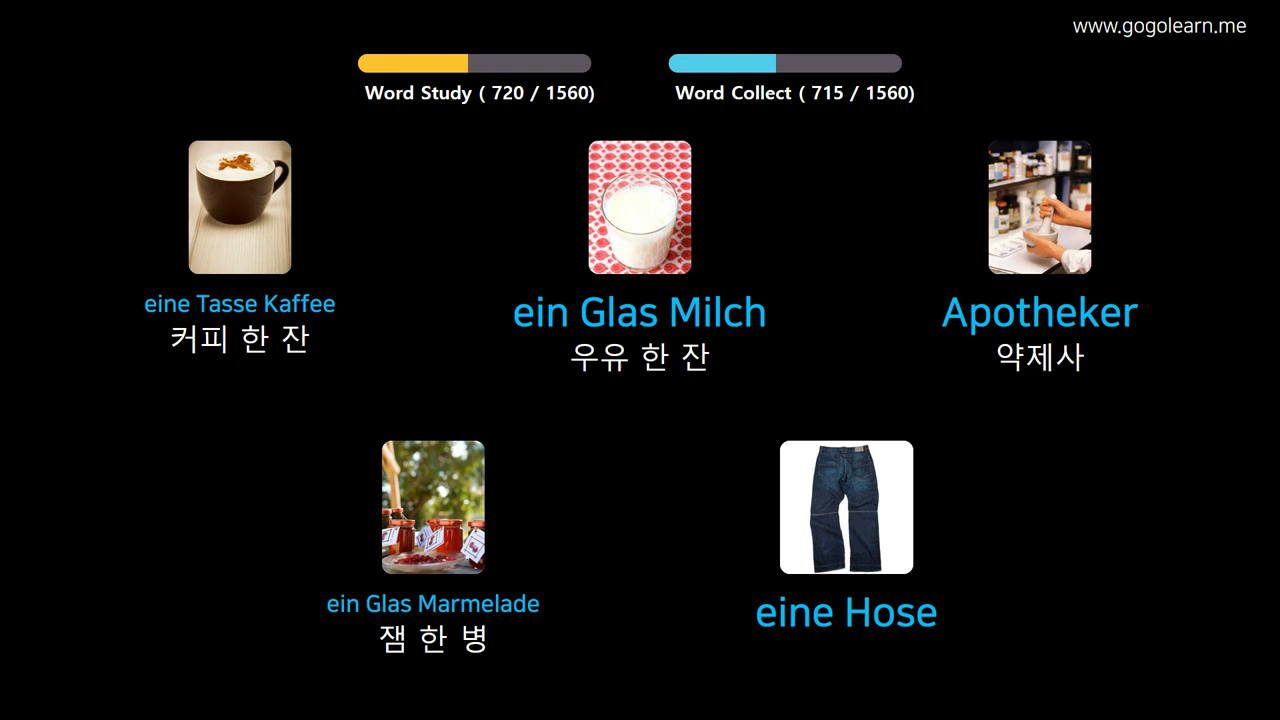 www.gogolearn.me
Word Study ( 720 / 1560)
Word Collect ( 715 / 1560)
eine Tasse Kaffee
커피 한 잔
ein Glas Milch
우유 한 잔
Apotheker
약제사
ein Glas Marmelade
잼 한 병
eine Hose